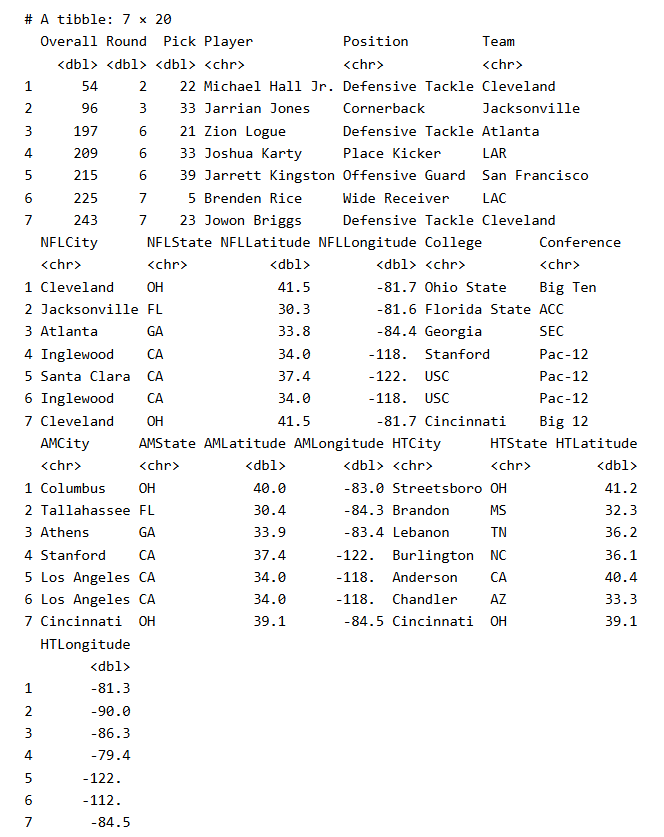 # A tibble: 7 × 20
  Overall Round  Pick Player           Position         Team
    <dbl> <dbl> <dbl> <chr>            <chr>            <chr>
1      54     2    22 Michael Hall Jr. Defensive Tackle Cleveland
2      96     3    33 Jarrian Jones    Cornerback       Jacksonville
3     197     6    21 Zion Logue       Defensive Tackle Atlanta
4     209     6    33 Joshua Karty     Place Kicker     LAR
5     215     6    39 Jarrett Kingston Offensive Guard  San Francisco
6     225     7     5 Brenden Rice     Wide Receiver    LAC
7     243     7    23 Jowon Briggs     Defensive Tackle Cleveland
  NFLCity      NFLState NFLLatitude NFLLongitude College       Conference
  <chr>        <chr>          <dbl>        <dbl> <chr>         <chr>
1 Cleveland    OH              41.5        -81.7 Ohio State    Big Ten
2 Jacksonville FL              30.3        -81.6 Florida State ACC
3 Atlanta      GA              33.8        -84.4 Georgia       SEC
4 Inglewood    CA              34.0       -118.  Stanford      Pac-12
5 Santa Clara  CA              37.4       -122.  USC           Pac-12
6 Inglewood    CA              34.0       -118.  USC           Pac-12
7 Cleveland    OH              41.5        -81.7 Cincinnati    Big 12
  AMCity      AMState AMLatitude AMLongitude HTCity      HTState HTLatitude
  <chr>       <chr>        <dbl>       <dbl> <chr>       <chr>        <dbl>
1 Columbus    OH            40.0       -83.0 Streetsboro OH            41.2
2 Tallahassee FL            30.4       -84.3 Brandon     MS            32.3
3 Athens      GA            33.9       -83.4 Lebanon     TN            36.2
4 Stanford    CA            37.4      -122.  Burlington  NC            36.1
5 Los Angeles CA            34.0      -118.  Anderson    CA            40.4
6 Los Angeles CA            34.0      -118.  Chandler    AZ            33.3
7 Cincinnati  OH            39.1       -84.5 Cincinnati  OH            39.1
  HTLongitude
        <dbl>
1       -81.3
2       -90.0
3       -86.3
4       -79.4
5      -122.
6      -112.
7       -84.5